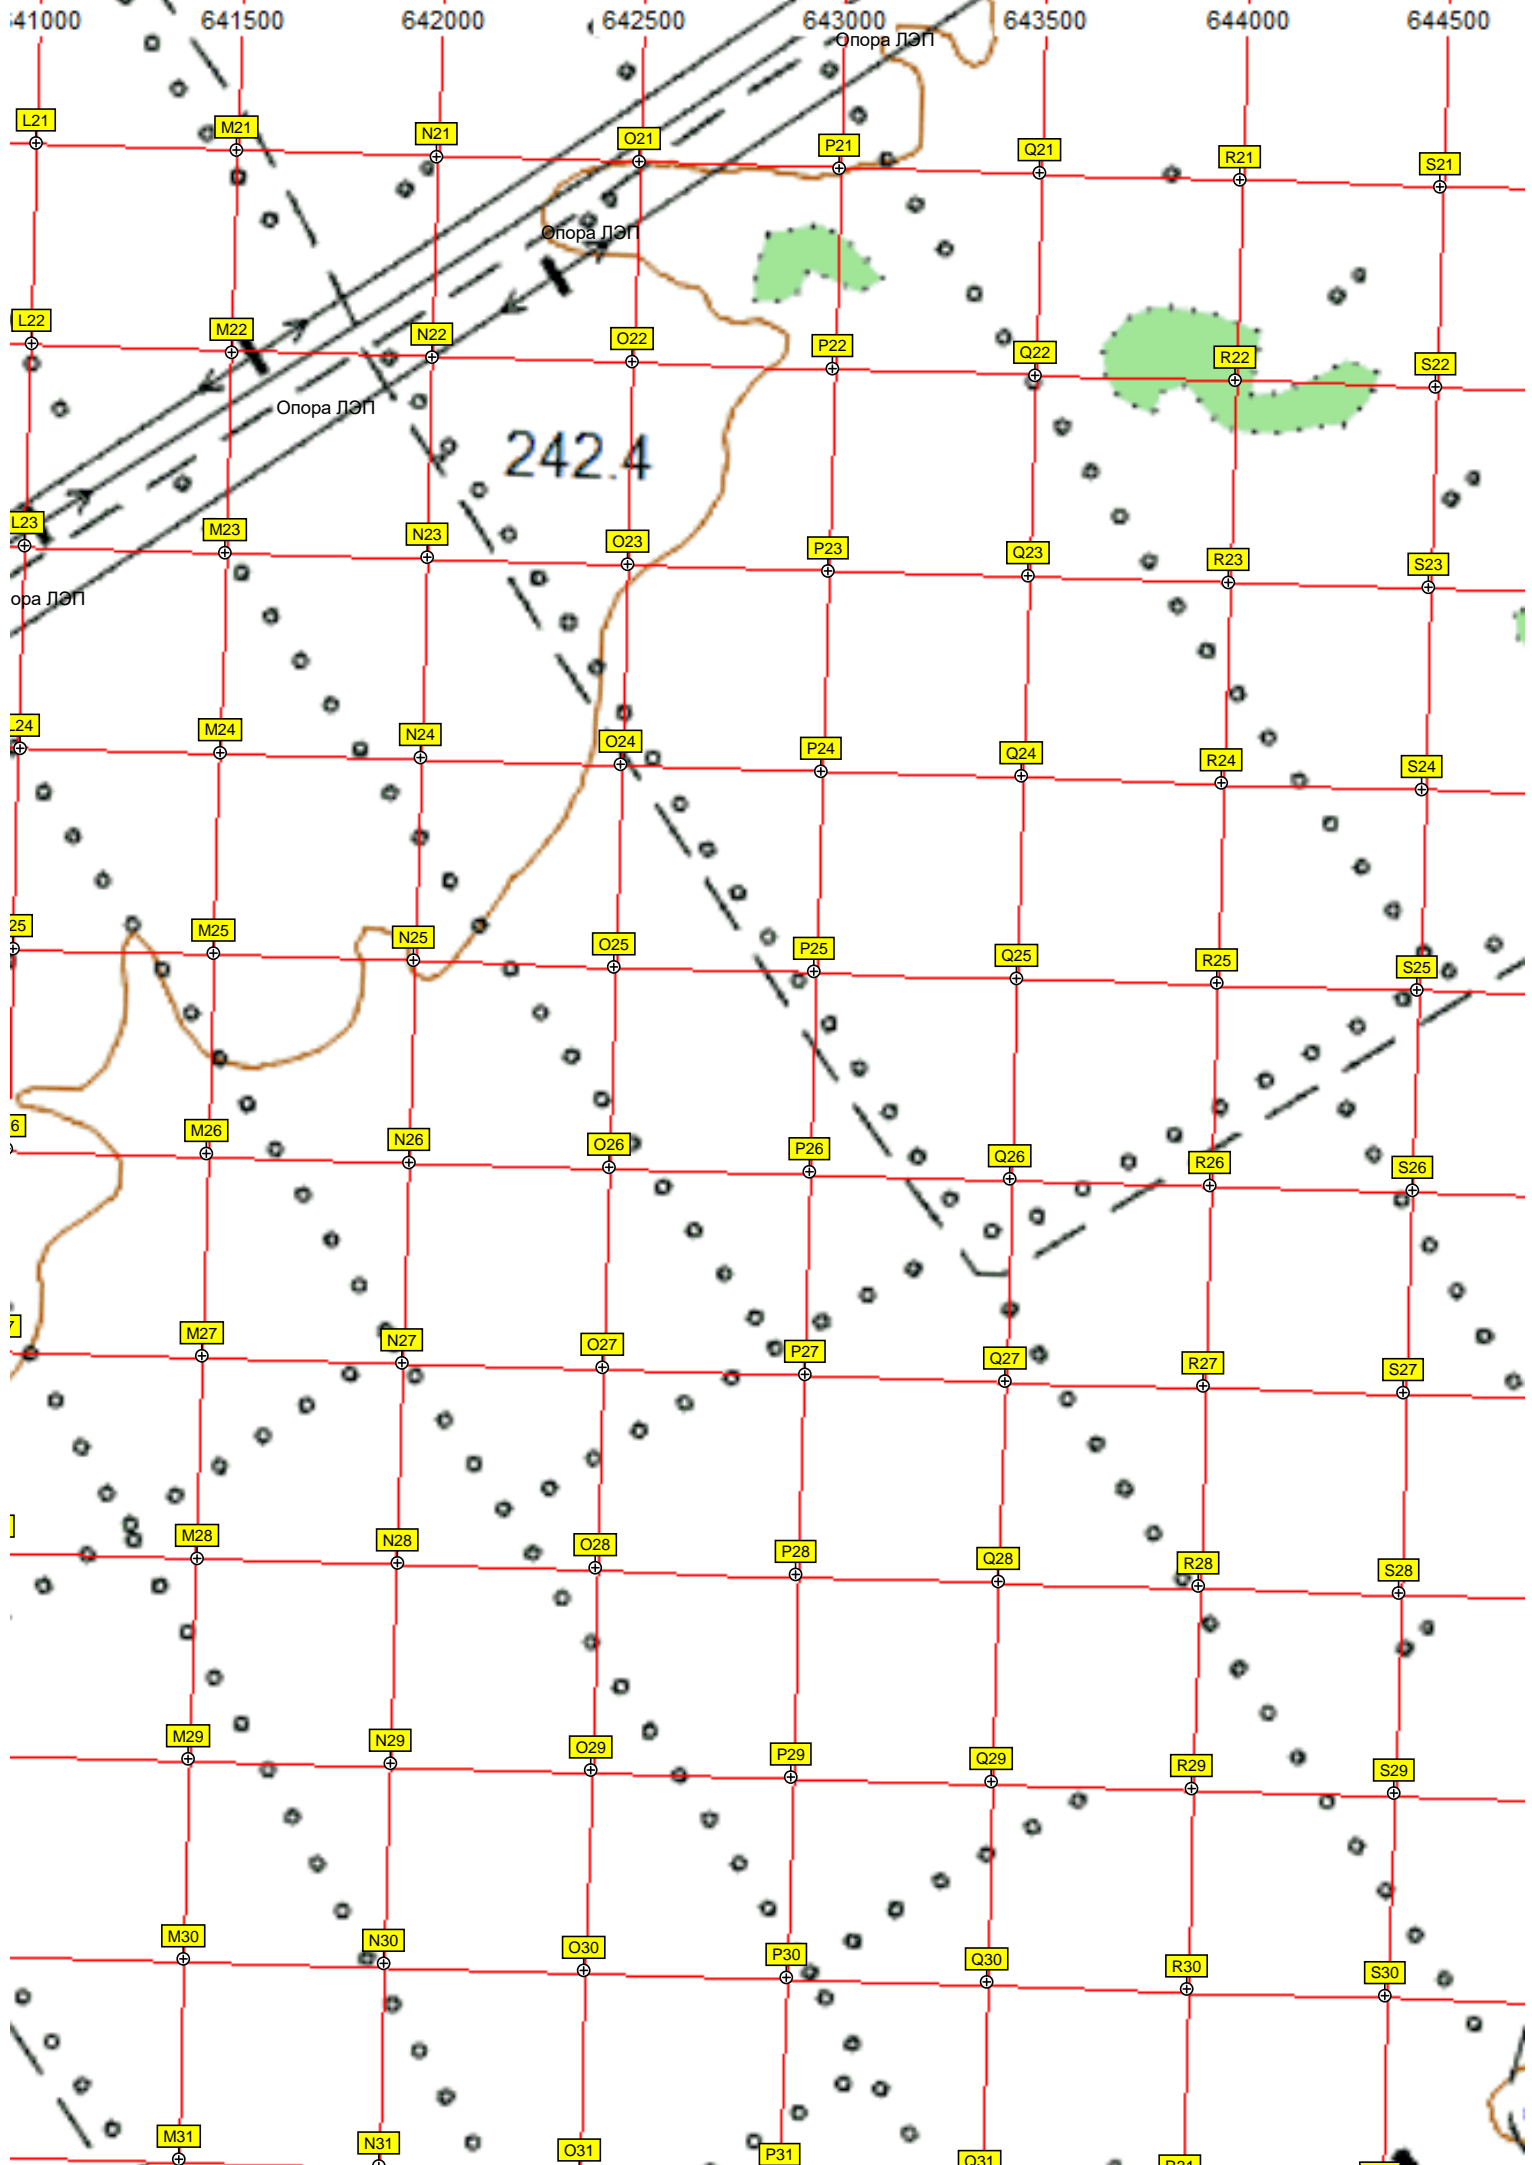 41000 641500 642000 642500 643000 643500 644000 644500
Опора ЛЭП
L21 M21 N21 O21 P21 Q21 R21 S21
Опора ЛЭП
L22 M22 N22 O22 P22 Q22 R22 S22
Опора ЛЭП
242.4
L23 M23 N23 O23 P23 Q23 R23 S23
ора ЛЭП
L24 M24 N24 O24 P24 Q24 R24 S24
25 M25 N25 O25 P25 Q25 R25 S25
6 M26 N26 O26 P26 Q26 R26 S26
7 M27 N27 O27 P27 Q27 R27 S27
M28 N28 O28 P28 Q28 R28 S28
M29 N29 O29 P29 Q29 R29 S29
M30 N30 O30 P30 Q30 R30 S30
M31 N31 O31 P31 Q31 R31